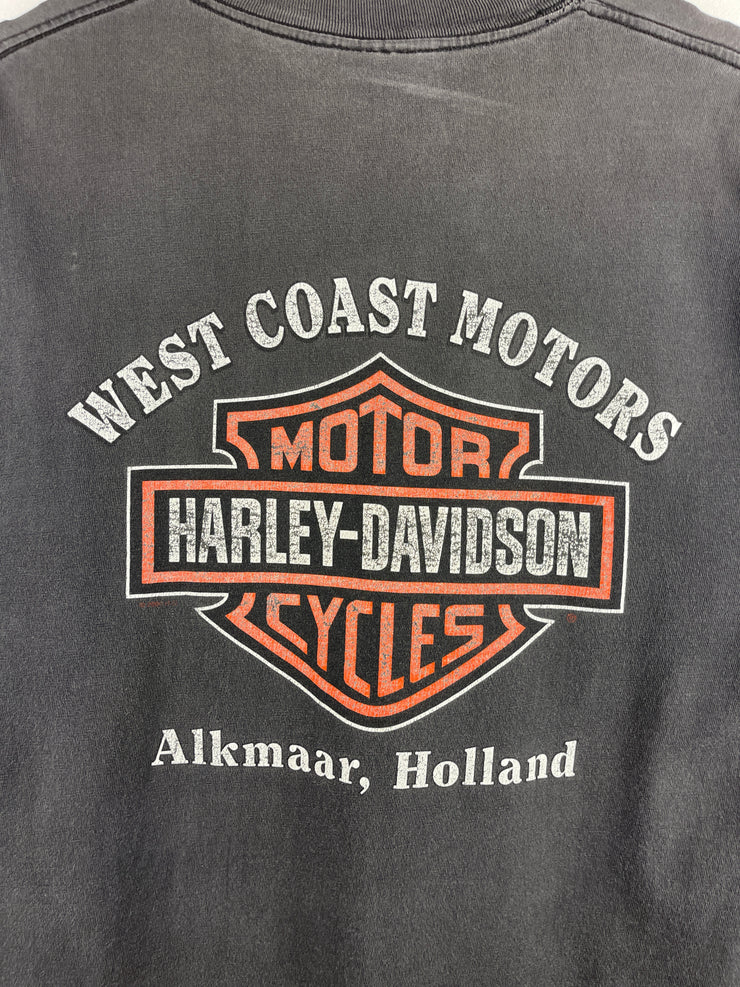 WEST COAST MOTORS
MOTOR
HARLEY-DAVIDSON
CYCLES
®
Alkmaar, Holland